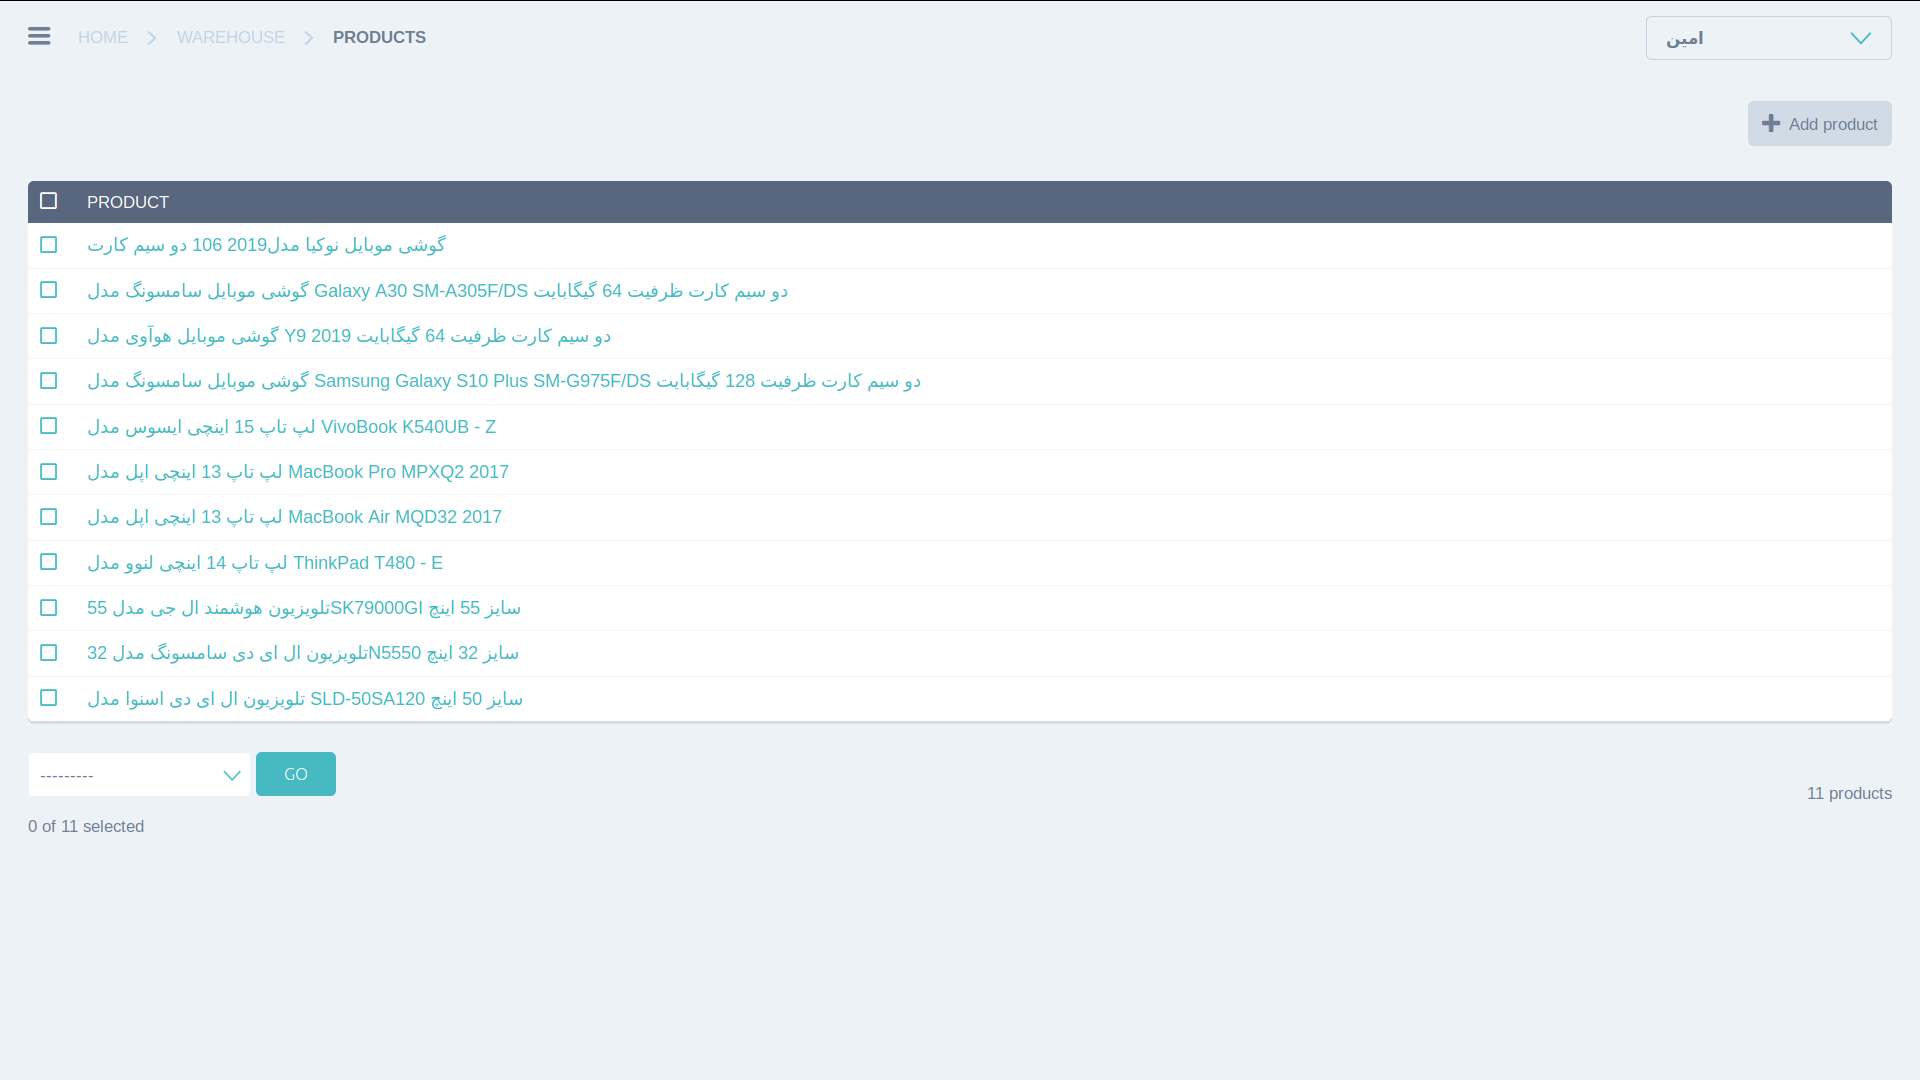 HOME
WAREHOUSE
PRODUCTS
امین
Add product
PRODUCT
گوشی موبایل نوکیا مدل2019 106 دو سیم کارت
گوشی موبایل سامسونگ مدل Galaxy A30 SM-A305F/DS دو سیم کارت ظرفیت 64 گیگابایت
گوشی موبایل هوآوی مدل Y9 2019 دو سیم کارت ظرفیت 64 گیگابایت
گوشی موبایل سامسونگ مدل Samsung Galaxy S10 Plus SM-G975F/DS دو سیم کارت ظرفیت 128 گیگابایت
لپ تاپ 15 اینچی ایسوس مدل VivoBook K540UB - Z
لپ تاپ 13 اینچی اپل مدل MacBook Pro MPXQ2 2017
لپ تاپ 13 اینچی اپل مدل MacBook Air MQD32 2017
لپ تاپ 14 اینچی لنوو مدل ThinkPad T480 - E
تلویزیون هوشمند ال جی مدل 55SK79000GI سایز 55 اینچ
تلویزیون ال ای دی سامسونگ مدل 32N5550 سایز 32 اینچ
تلویزیون ال ای دی اسنوا مدل SLD-50SA120 سایز 50 اینچ
---------
GO
11 products
0 of 11 selected